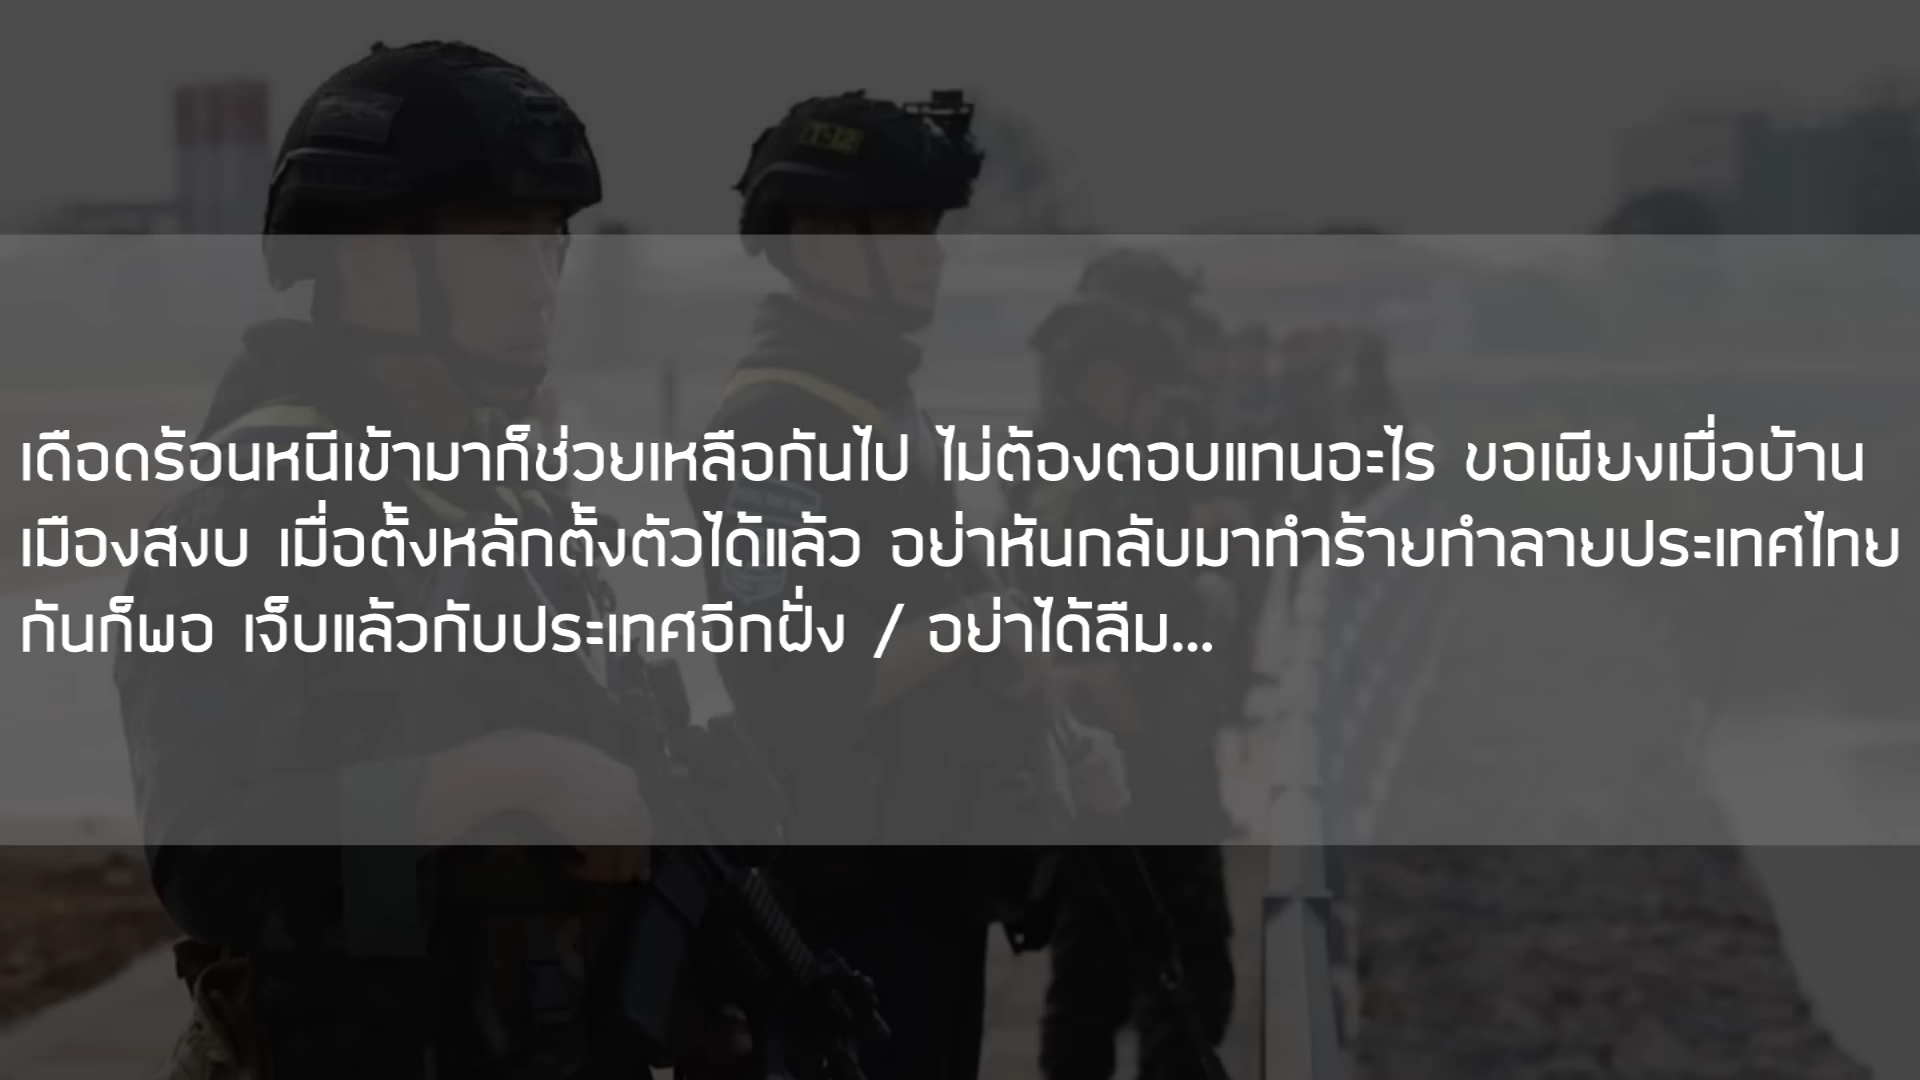 T-12
เดือดร้อนหนีเข้ามาก็ช่วยเหลือกันไป ไม่ต้องตอบแทนอะไร ขอเพียงเมื่อบ้าน
เมืองสงบ เมื่อตั้งหลักตั้งตัวได้แล้ว อย่าหันกลับมาทำร้ายทำลายประเทศไทย
กันก็พอ เจ็บแล้วกับประเทศอีกฝั่ง / อย่าได้ลืม...